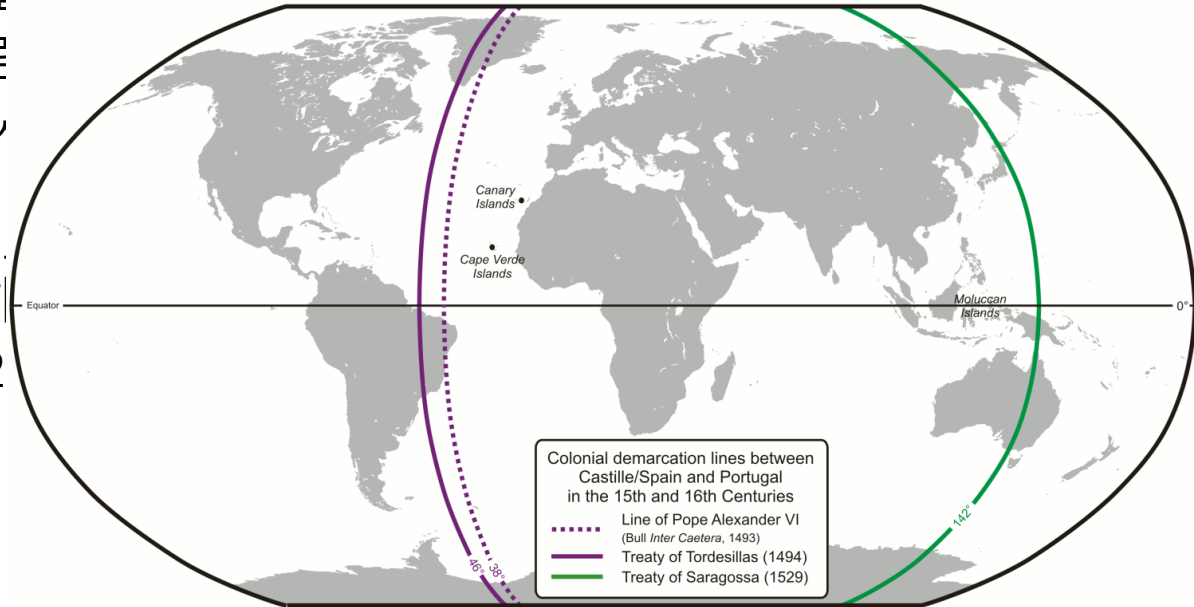 Canary
Islands
Cape Verde
Islands
Equator
Moluccan
Islands
0°
Colonial demarcation lines between
Castille/Spain and Portugal
in the 15th and 16th Centuries
Line of Pope Alexander VI
(Bull Inter Caetera, 1493)
Treaty of Tordesillas (1494)
Treaty of Saragossa (1529)
142°
46°
38°